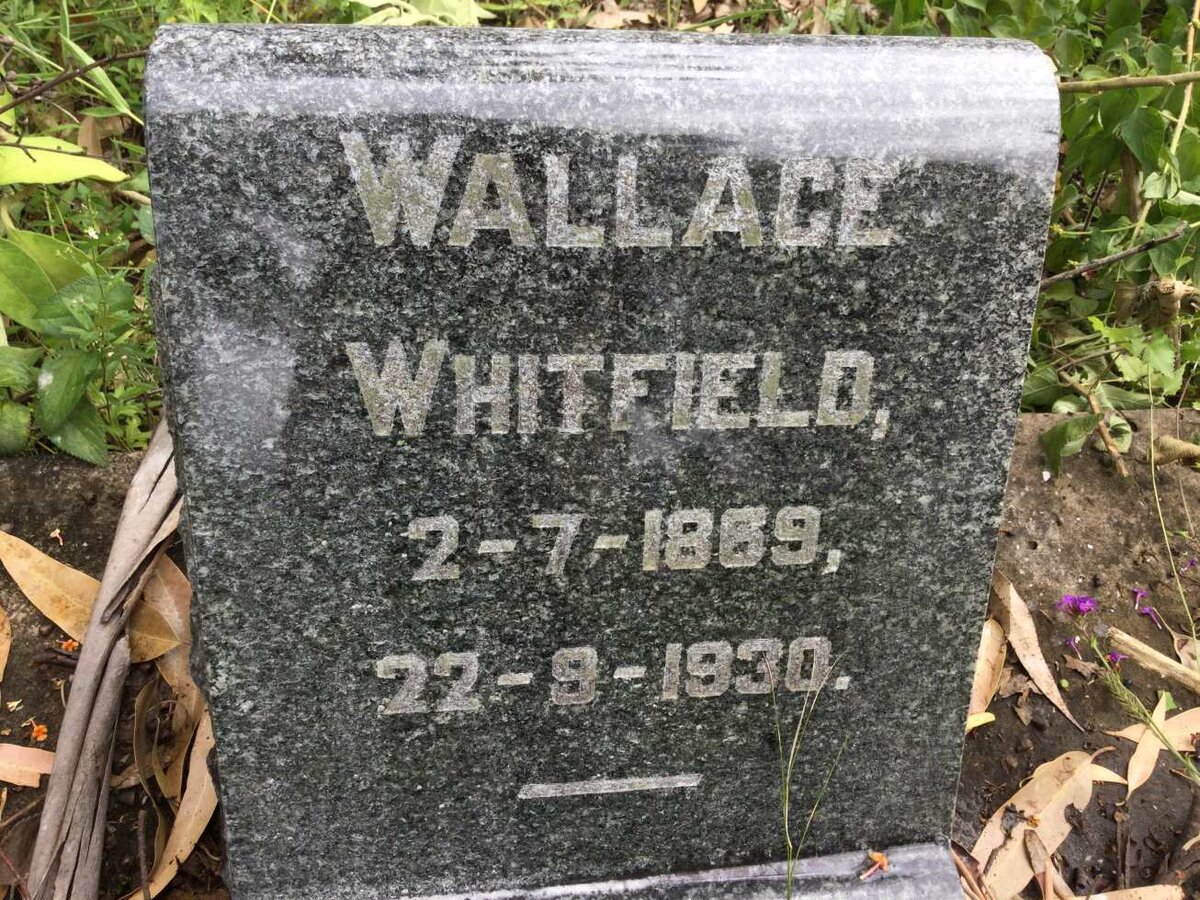 WALLACE
WHITFIELD,
2-7-1869,
22-9-1930.